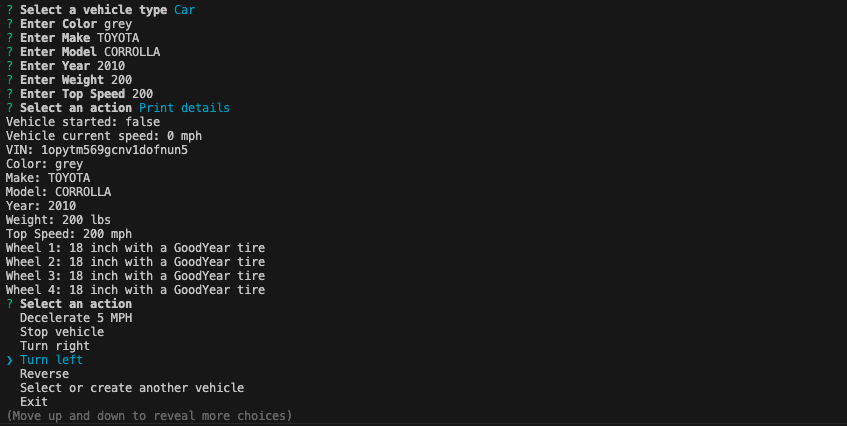 ? Select a vehicle type Car
? Enter Color grey
? Enter Make TOYOTA
? Enter Model CORROLLA
? Enter Year 2010
? Enter Weight 200
? Enter Top Speed 200
? Select an action Print details
Vehicle started: false
Vehicle current speed: 0 mph
VIN: 1opytm569gcnv1dofnun5
Color: grey
Make: TOYOTA
Model: CORROLLA
Year: 2010
Weight: 200 lbs
Top Speed: 200 mph
Wheel 1: 18 inch with a GoodYear tire
Wheel 2: 18 inch with a GoodYear tire
Wheel 3: 18 inch with a GoodYear tire
Wheel 4: 18 inch with a GoodYear tire
? Select an action
  Decelerate 5 MPH
  Stop vehicle
  Turn right
❯ Turn left
  Reverse
  Select or create another vehicle
  Exit
(Move up and down to reveal more choices)